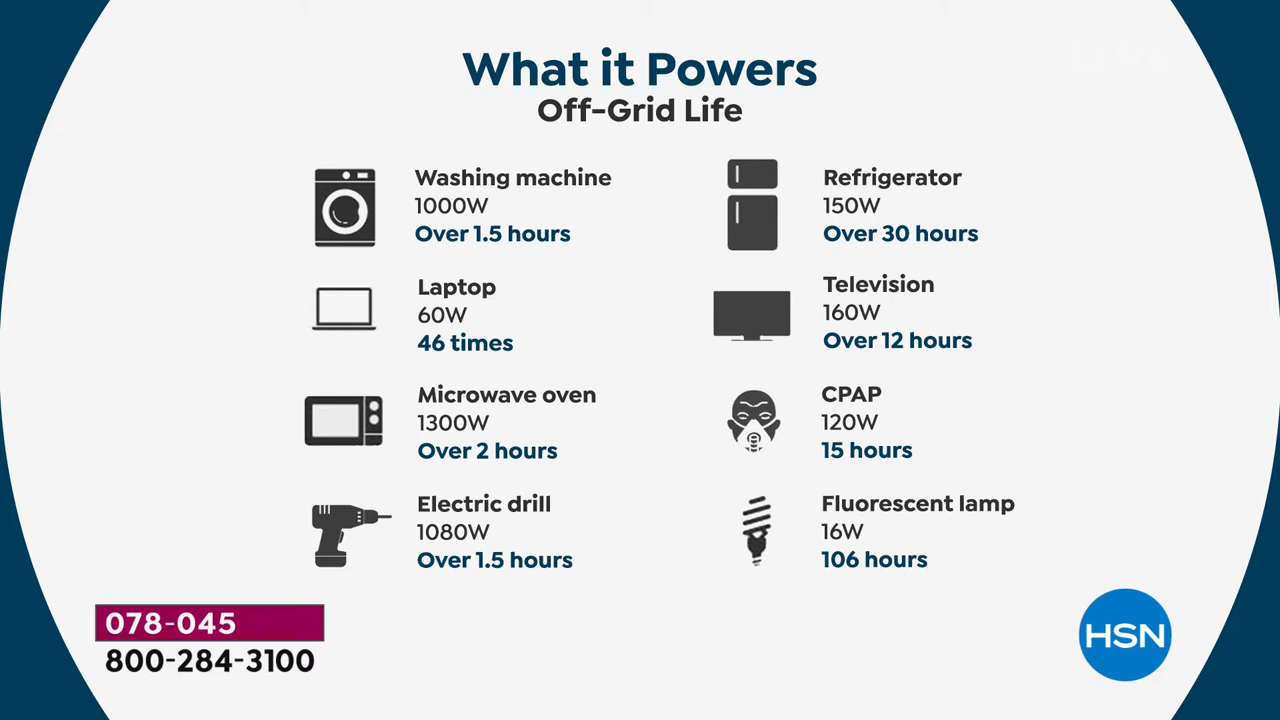 What it Powers
Off-Grid Life
Washing machine
1000W
Over 1.5 hours
Refrigerator
150W
Over 30 hours
Laptop
60W
46 times
Television
160W
Over 12 hours
Microwave oven
1300W
Over 2 hours
CPAP
120W
15 hours
Electric drill
1080W
Over 1.5 hours
Fluorescent lamp
16W
106 hours
078-045
800-284-3100
HSN